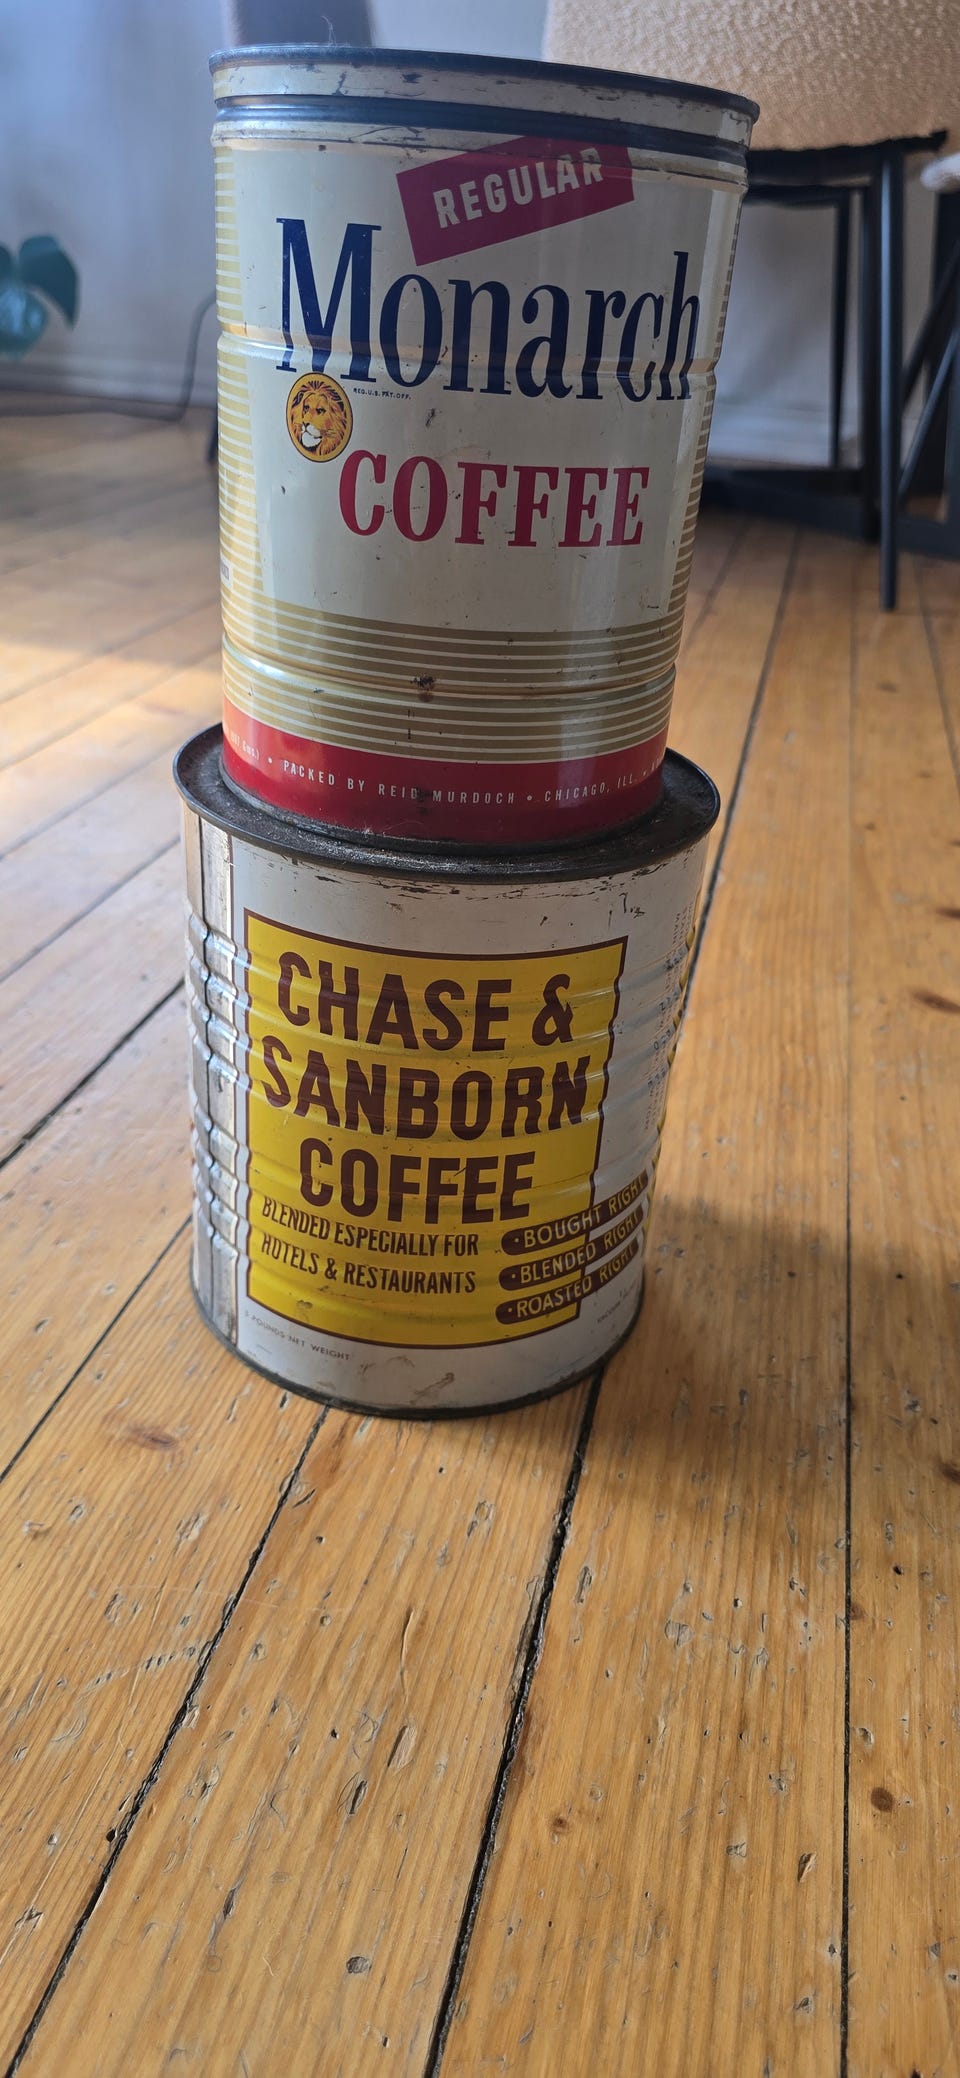 REGULAR
Monarch
REG.U.S.PAT.OFF.
COFFEE
PACKED BY REID MURDOCH • CHICAGO, ILL. •
CHASE &
SANBORN
COFFEE
BLENDED ESPECIALLY FOR
HOTELS & RESTAURANTS
• BOUGHT RIGHT
• BLENDED RIGHT
• ROASTED RIGHT
POUNDS NET WEIGHT